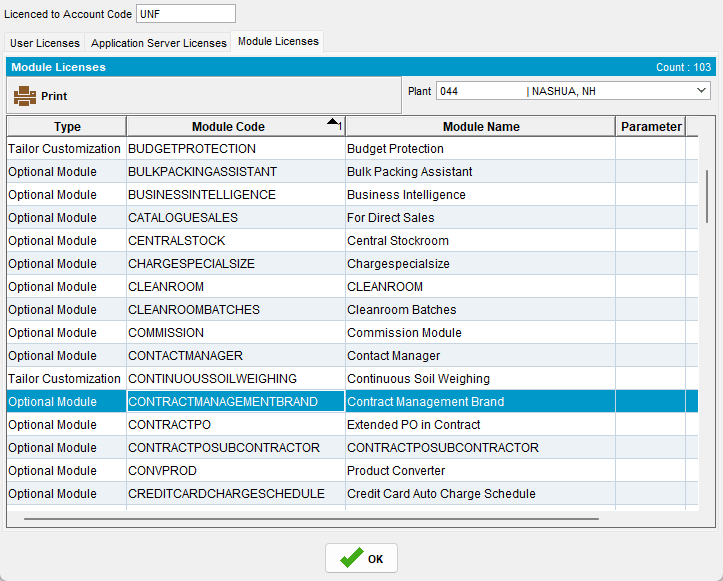 Licenced to Account Code UNF
User Licenses Application Server Licenses Module Licenses
Module Licenses Count : 103
Print Plant 044 | NASHUA, NH
Type Module Code 1 Module Name Parameter
Tailor Customization BUDGETPROTECTION Budget Protection
Optional Module BULKPACKINGASSISTANT Bulk Packing Assistant
Optional Module BUSINESSINTELLIGENCE Business Intelligence
Optional Module CATALOGUESALES For Direct Sales
Optional Module CENTRALSTOCK Central Stockroom
Optional Module CHARGESPECIALSIZE Chargespecialsize
Optional Module CLEANROOM CLEANROOM
Optional Module CLEANROOMBATCHES Cleanroom Batches
Optional Module COMMISSION Commission Module
Optional Module CONTACTMANAGER Contact Manager
Tailor Customization CONTINUOUSSOILWEIGHING Continuous Soil Weighing
Optional Module CONTRACTMANAGEMENTBRAND Contract Management Brand
Optional Module CONTRACTPO Extended PO in Contract
Optional Module CONTRACTPOSUBCONTRACTOR CONTRACTPOSUBCONTRACTOR
Optional Module CONVPROD Product Converter
Optional Module CREDITCARDCHARGESCHEDULE Credit Card Auto Charge Schedule
OK